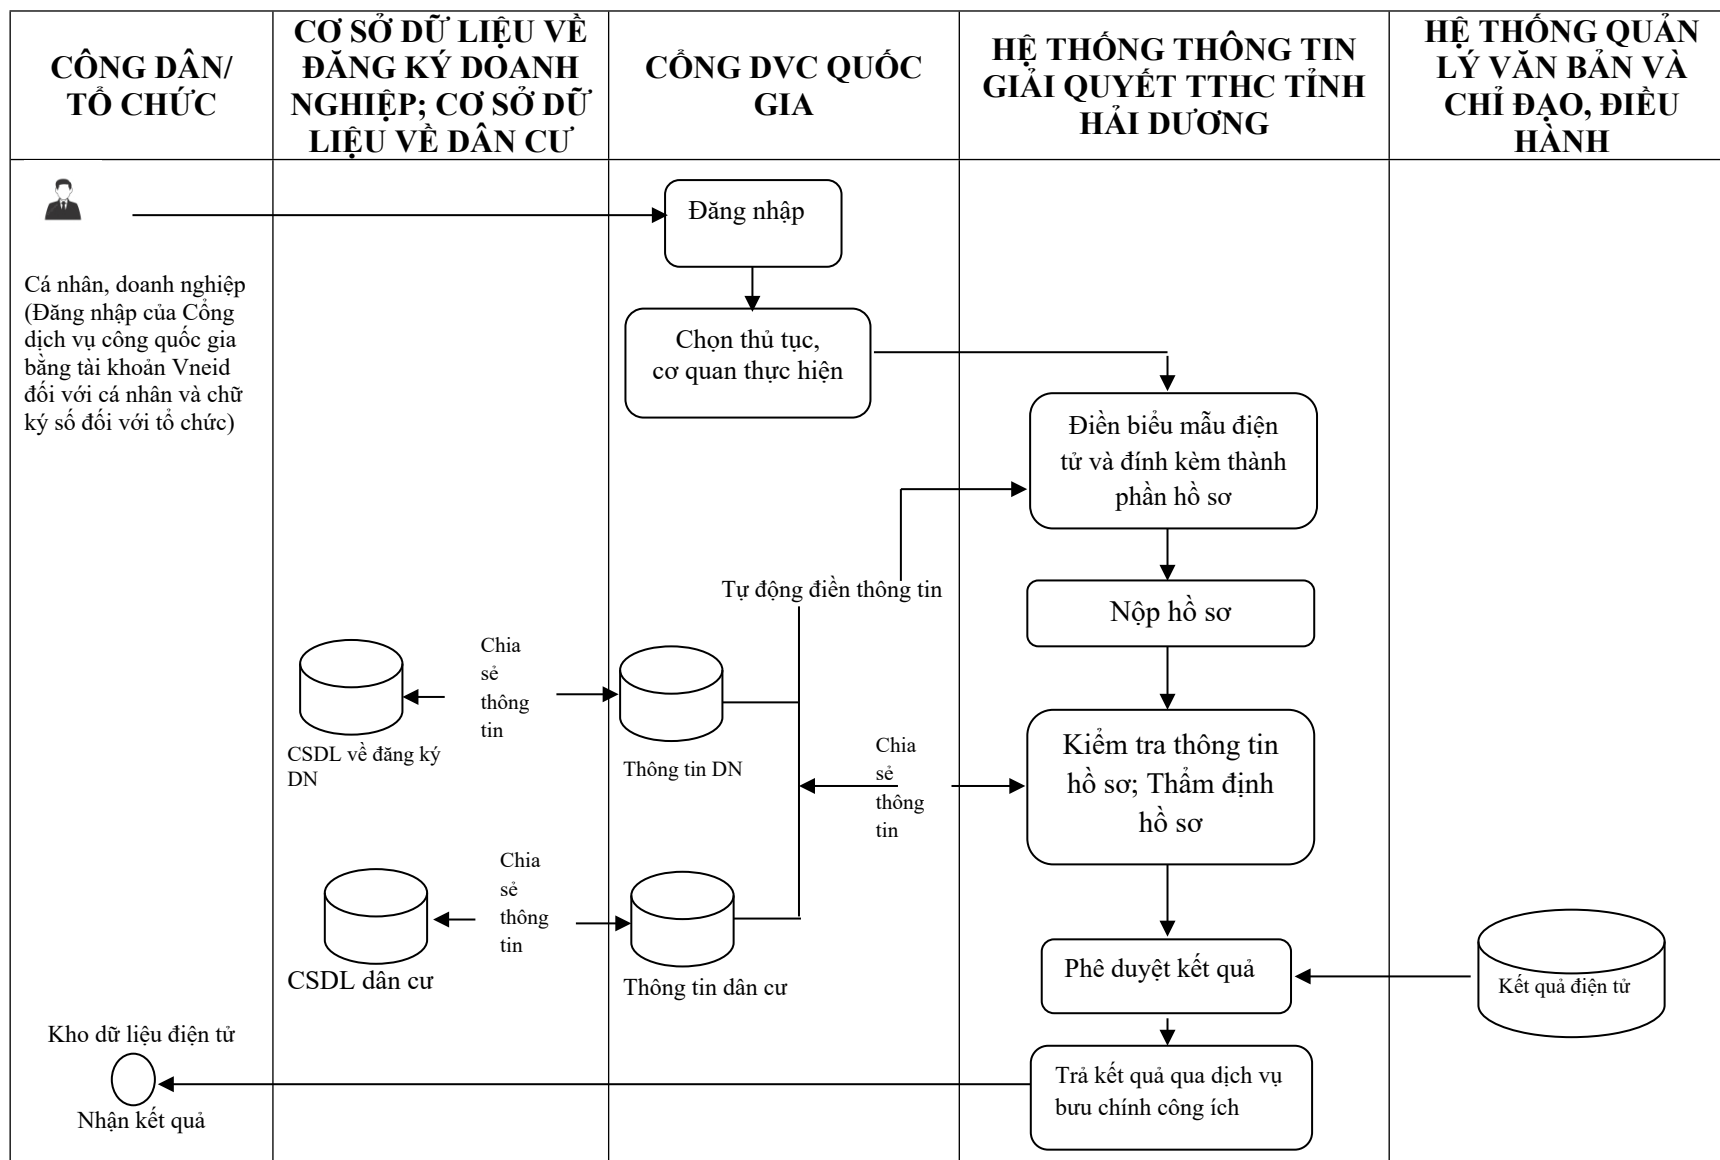 CÔNG DÂN/
TỔ CHỨC
CƠ SỞ DỮ LIỆU VỀ
ĐĂNG KÝ DOANH
NGHIỆP; CƠ SỞ DỮ
LIỆU VỀ DÂN CƯ
CỔNG DVC QUỐC
GIA
HỆ THỐNG THÔNG TIN
GIẢI QUYẾT TTHC TỈNH
HẢI DƯƠNG
HỆ THỐNG QUẢN
LÝ VĂN BẢN VÀ
CHỈ ĐẠO, ĐIỀU
HÀNH
Đăng nhập
Cá nhân, doanh nghiệp
(Đăng nhập của Cổng
dịch vụ công quốc gia
bằng tài khoản Vneid
đối với cá nhân và chữ
ký số đối với tổ chức)
Chọn thủ tục,
cơ quan thực hiện
Điền biểu mẫu điện
tử và đính kèm thành
phần hồ sơ
Tự động điền thông tin
Nộp hồ sơ
Chia
sẻ
thông
tin
CSDL về đăng ký
DN
Thông tin DN
Chia
sẻ
thông
tin
Kiểm tra thông tin
hồ sơ; Thẩm định
hồ sơ
Chia
sẻ
thông
tin
CSDL dân cư
Thông tin dân cư
Phê duyệt kết quả
Kết quả điện tử
Kho dữ liệu điện tử
Nhận kết quả
Trả kết quả qua dịch vụ
bưu chính công ích